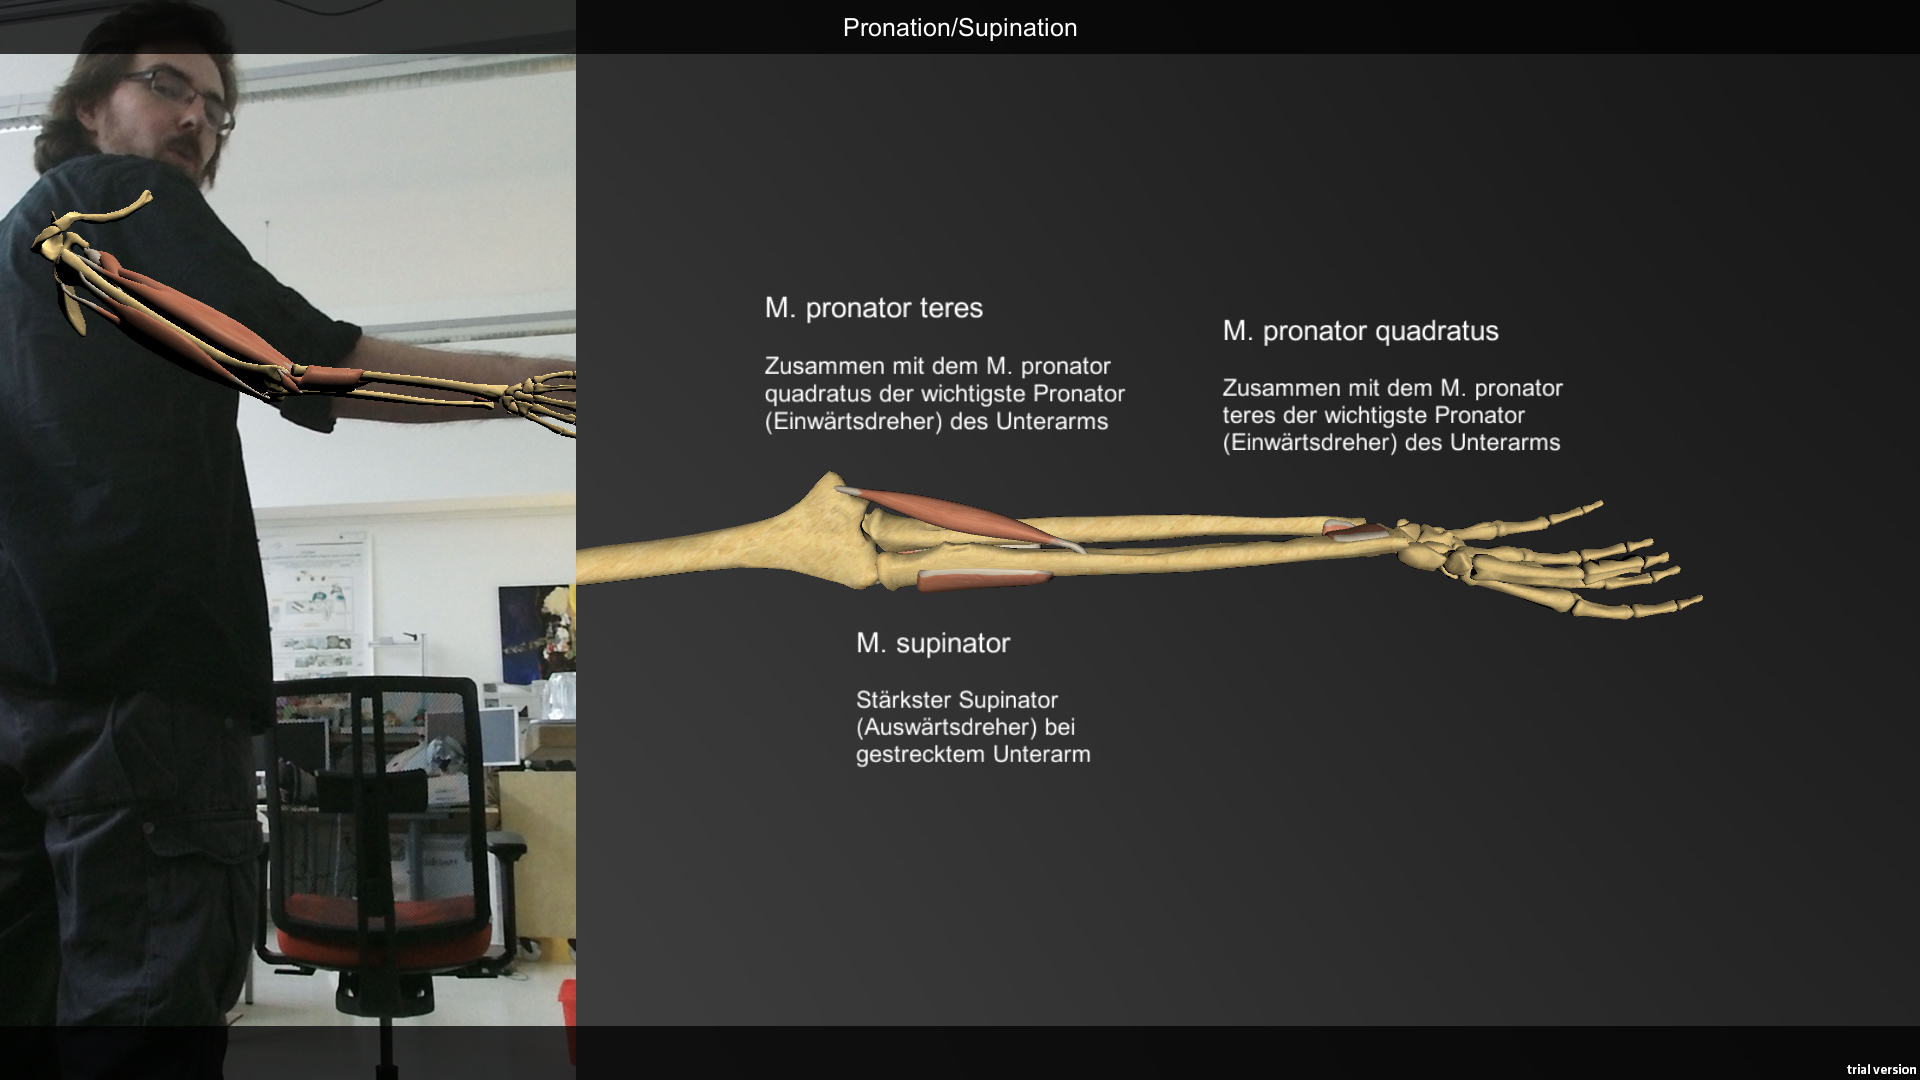 Pronation/Supination
M. pronator teres
Zusammen mit dem M. pronator
quadratus der wichtigste Pronator
(Einwärtsdreher) des Unterarms
M. pronator quadratus
Zusammen mit dem M. pronator
teres der wichtigste Pronator
(Einwärtsdreher) des Unterarms
M. supinator
Stärkster Supinator
(Auswärtsdreher) bei
gestrecktem Unterarm
trial version